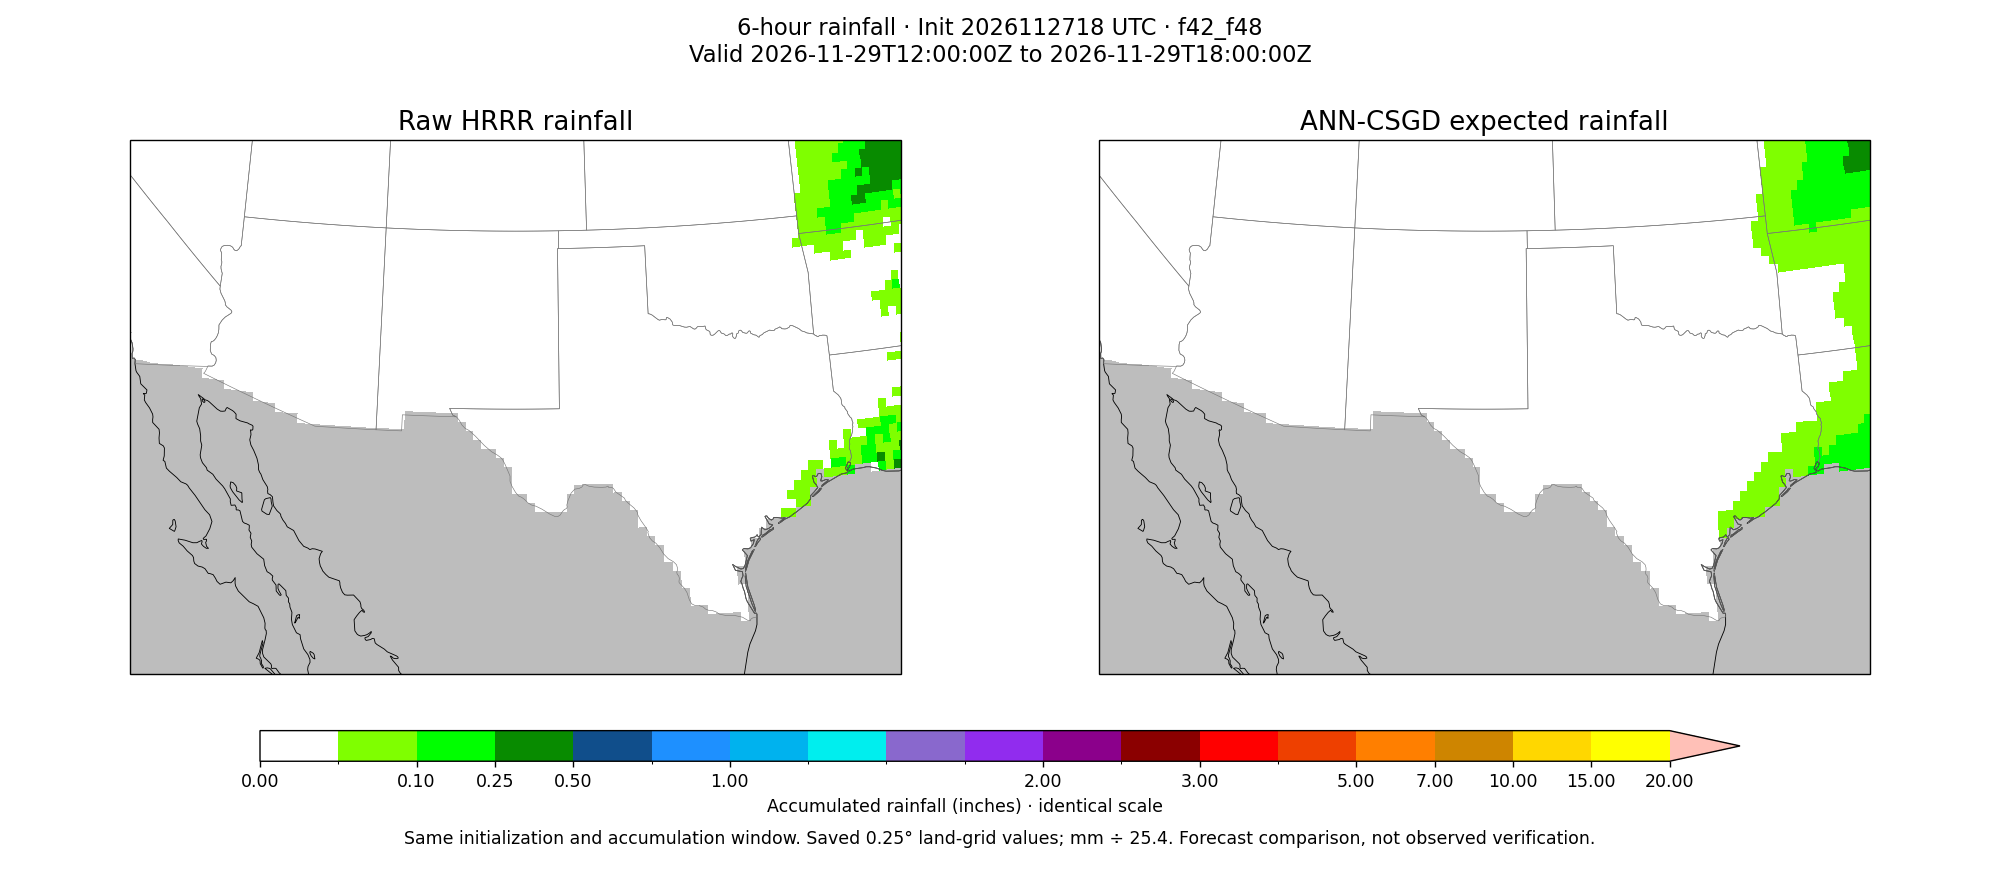 6-hour rainfall · Init 2026112718 UTC · f42_f48
Valid 2026-11-29T12:00:00Z to 2026-11-29T18:00:00Z
Raw HRRR rainfall
ANN-CSGD expected rainfall
0.00 0.10 0.25 0.50 1.00 2.00 3.00 5.00 7.00 10.00 15.00 20.00
Accumulated rainfall (inches) · identical scale
Same initialization and accumulation window. Saved 0.25° land-grid values; mm ÷ 25.4. Forecast comparison, not observed verification.